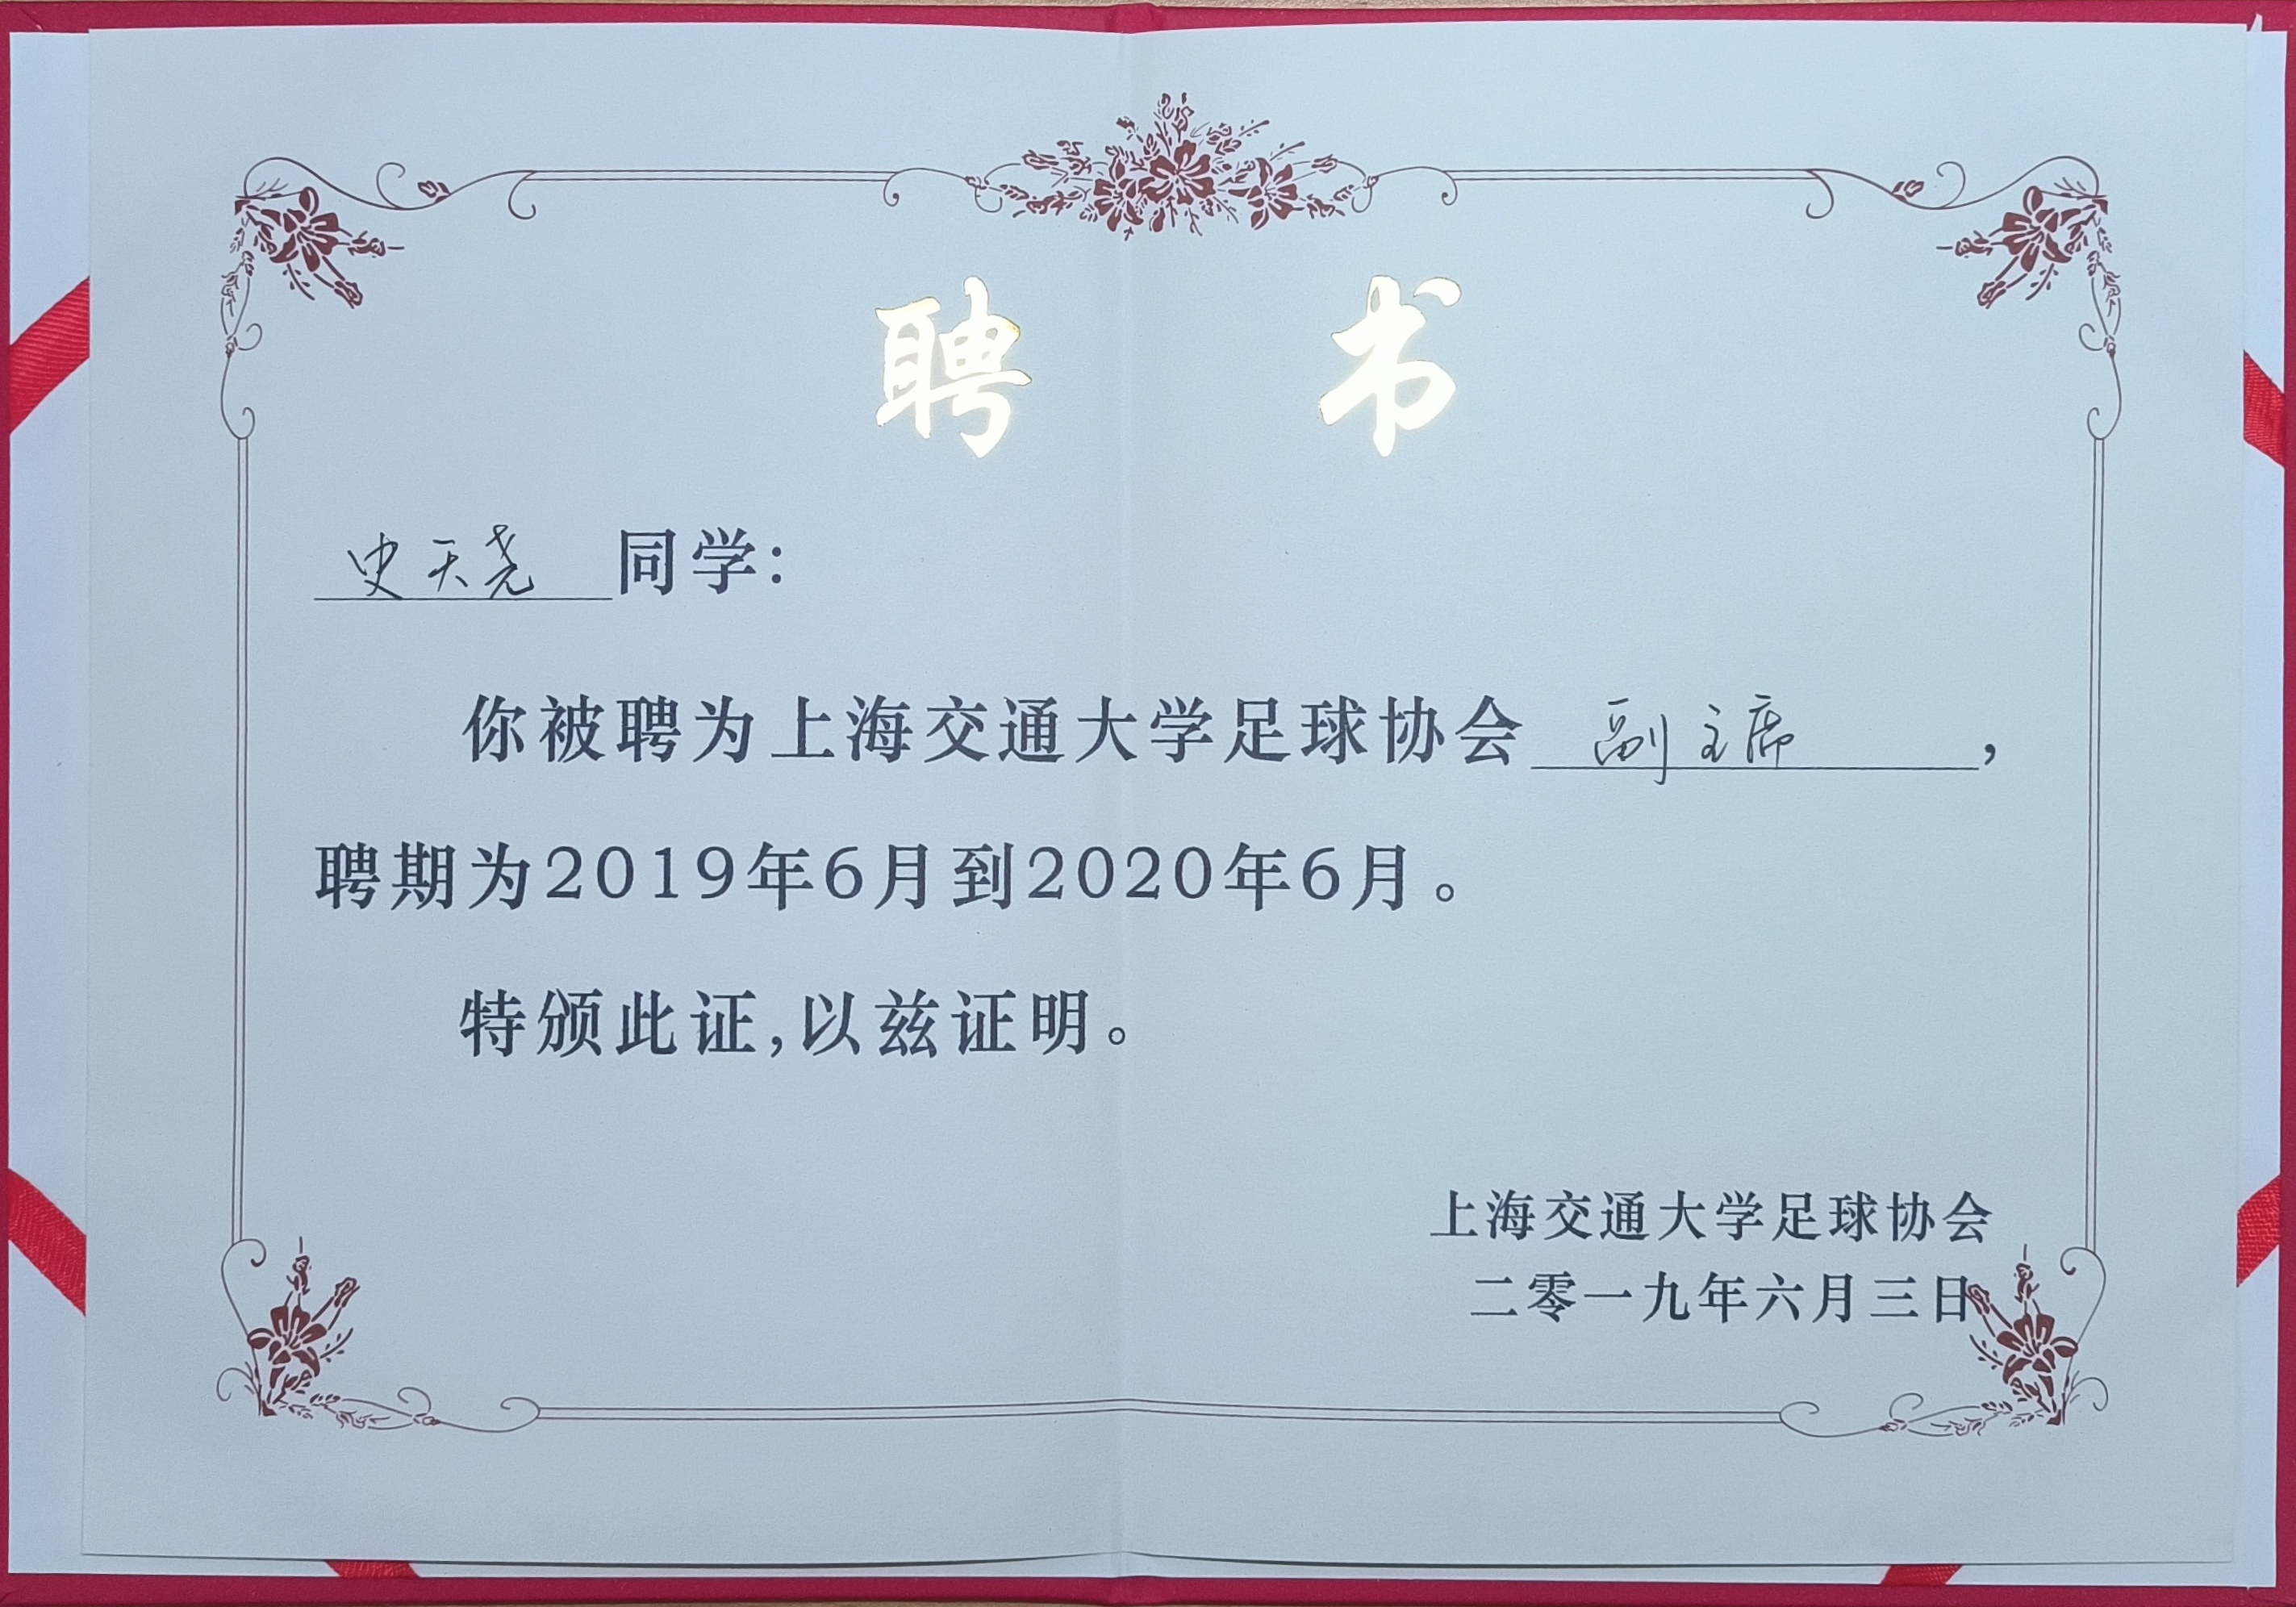 聘 书
史天尧 同学：
你被聘为上海交通大学足球协会 副主席 ，
聘期为2019年6月到2020年6月。
特颁此证,以兹证明。
上海交通大学足球协会
二零一九年六月三日